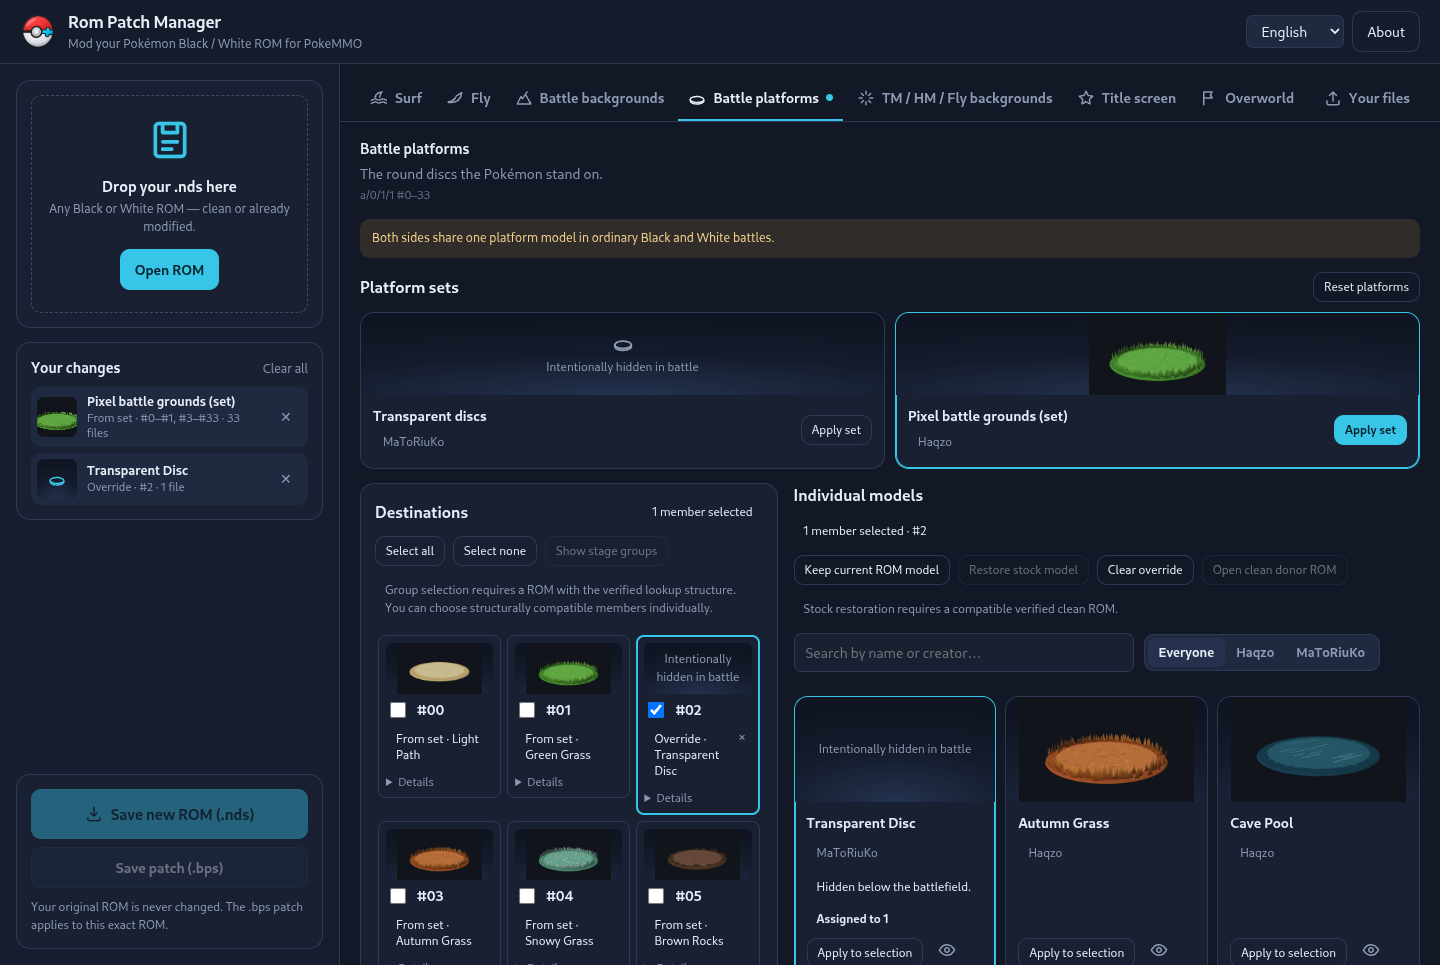 Rom Patch Manager
Mod your Pokémon Black / White ROM for PokeMMO
English
About
Drop your .nds here
Any Black or White ROM — clean or already
modified.
Open ROM
Your changes
Clear all
Pixel battle grounds (set)
From set · #0–#1, #3–#33 · 33
files
Transparent Disc
Override · #2 · 1 file
Save new ROM (.nds)
Save patch (.bps)
Your original ROM is never changed. The .bps patch
applies to this exact ROM.
Surf
Fly
Battle backgrounds
Battle platforms
TM / HM / Fly backgrounds
Title screen
Overworld
Your files
Battle platforms
The round discs the Pokémon stand on.
a/0/1/1 #0–33
Both sides share one platform model in ordinary Black and White battles.
Platform sets
Reset platforms
Intentionally hidden in battle
Transparent discs
MaToRiuKo
Apply set
Pixel battle grounds (set)
Haqzo
Apply set
Destinations
1 member selected
Select all
Select none
Show stage groups
Group selection requires a ROM with the verified lookup structure.
You can choose structurally compatible members individually.
#00
From set · Light
Path
Details
#01
From set ·
Green Grass
Details
Intentionally
hidden in battle
#02
Override ·
Transparent
Disc
Details
#03
From set ·
Autumn Grass
#04
From set ·
Snowy Grass
#05
From set ·
Brown Rocks
Individual models
1 member selected · #2
Keep current ROM model
Restore stock model
Clear override
Open clean donor ROM
Stock restoration requires a compatible verified clean ROM.
Search by name or creator…
Everyone
Haqzo
MaToRiuKo
Intentionally hidden in battle
Transparent Disc
MaToRiuKo
Hidden below the battlefield.
Assigned to 1
Apply to selection
Autumn Grass
Haqzo
Apply to selection
Cave Pool
Haqzo
Apply to selection